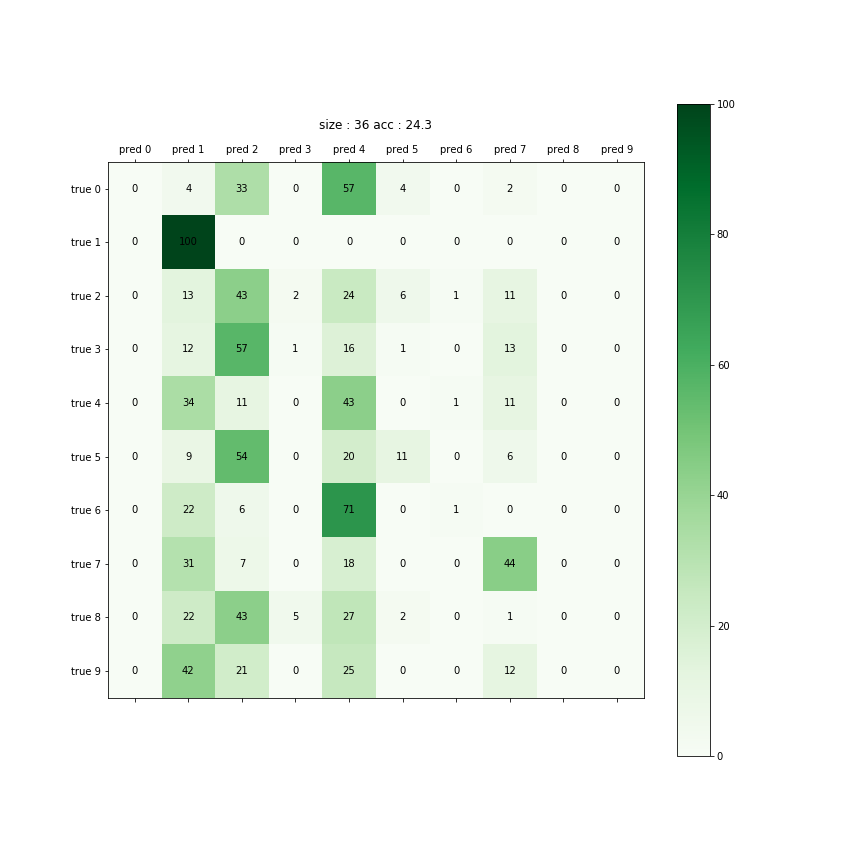 size : 36 acc : 24.3
pred 0 pred 1 pred 2 pred 3 pred 4 pred 5 pred 6 pred 7 pred 8 pred 9
true 0 0 4 33 0 57 4 0 2 0 0
true 1 0 100 0 0 0 0 0 0 0 0
true 2 0 13 43 2 24 6 1 11 0 0
true 3 0 12 57 1 16 1 0 13 0 0
true 4 0 34 11 0 43 0 1 11 0 0
true 5 0 9 54 0 20 11 0 6 0 0
true 6 0 22 6 0 71 0 1 0 0 0
true 7 0 31 7 0 18 0 0 44 0 0
true 8 0 22 43 5 27 2 0 1 0 0
true 9 0 42 21 0 25 0 0 12 0 0
100
80
60
40
20
0